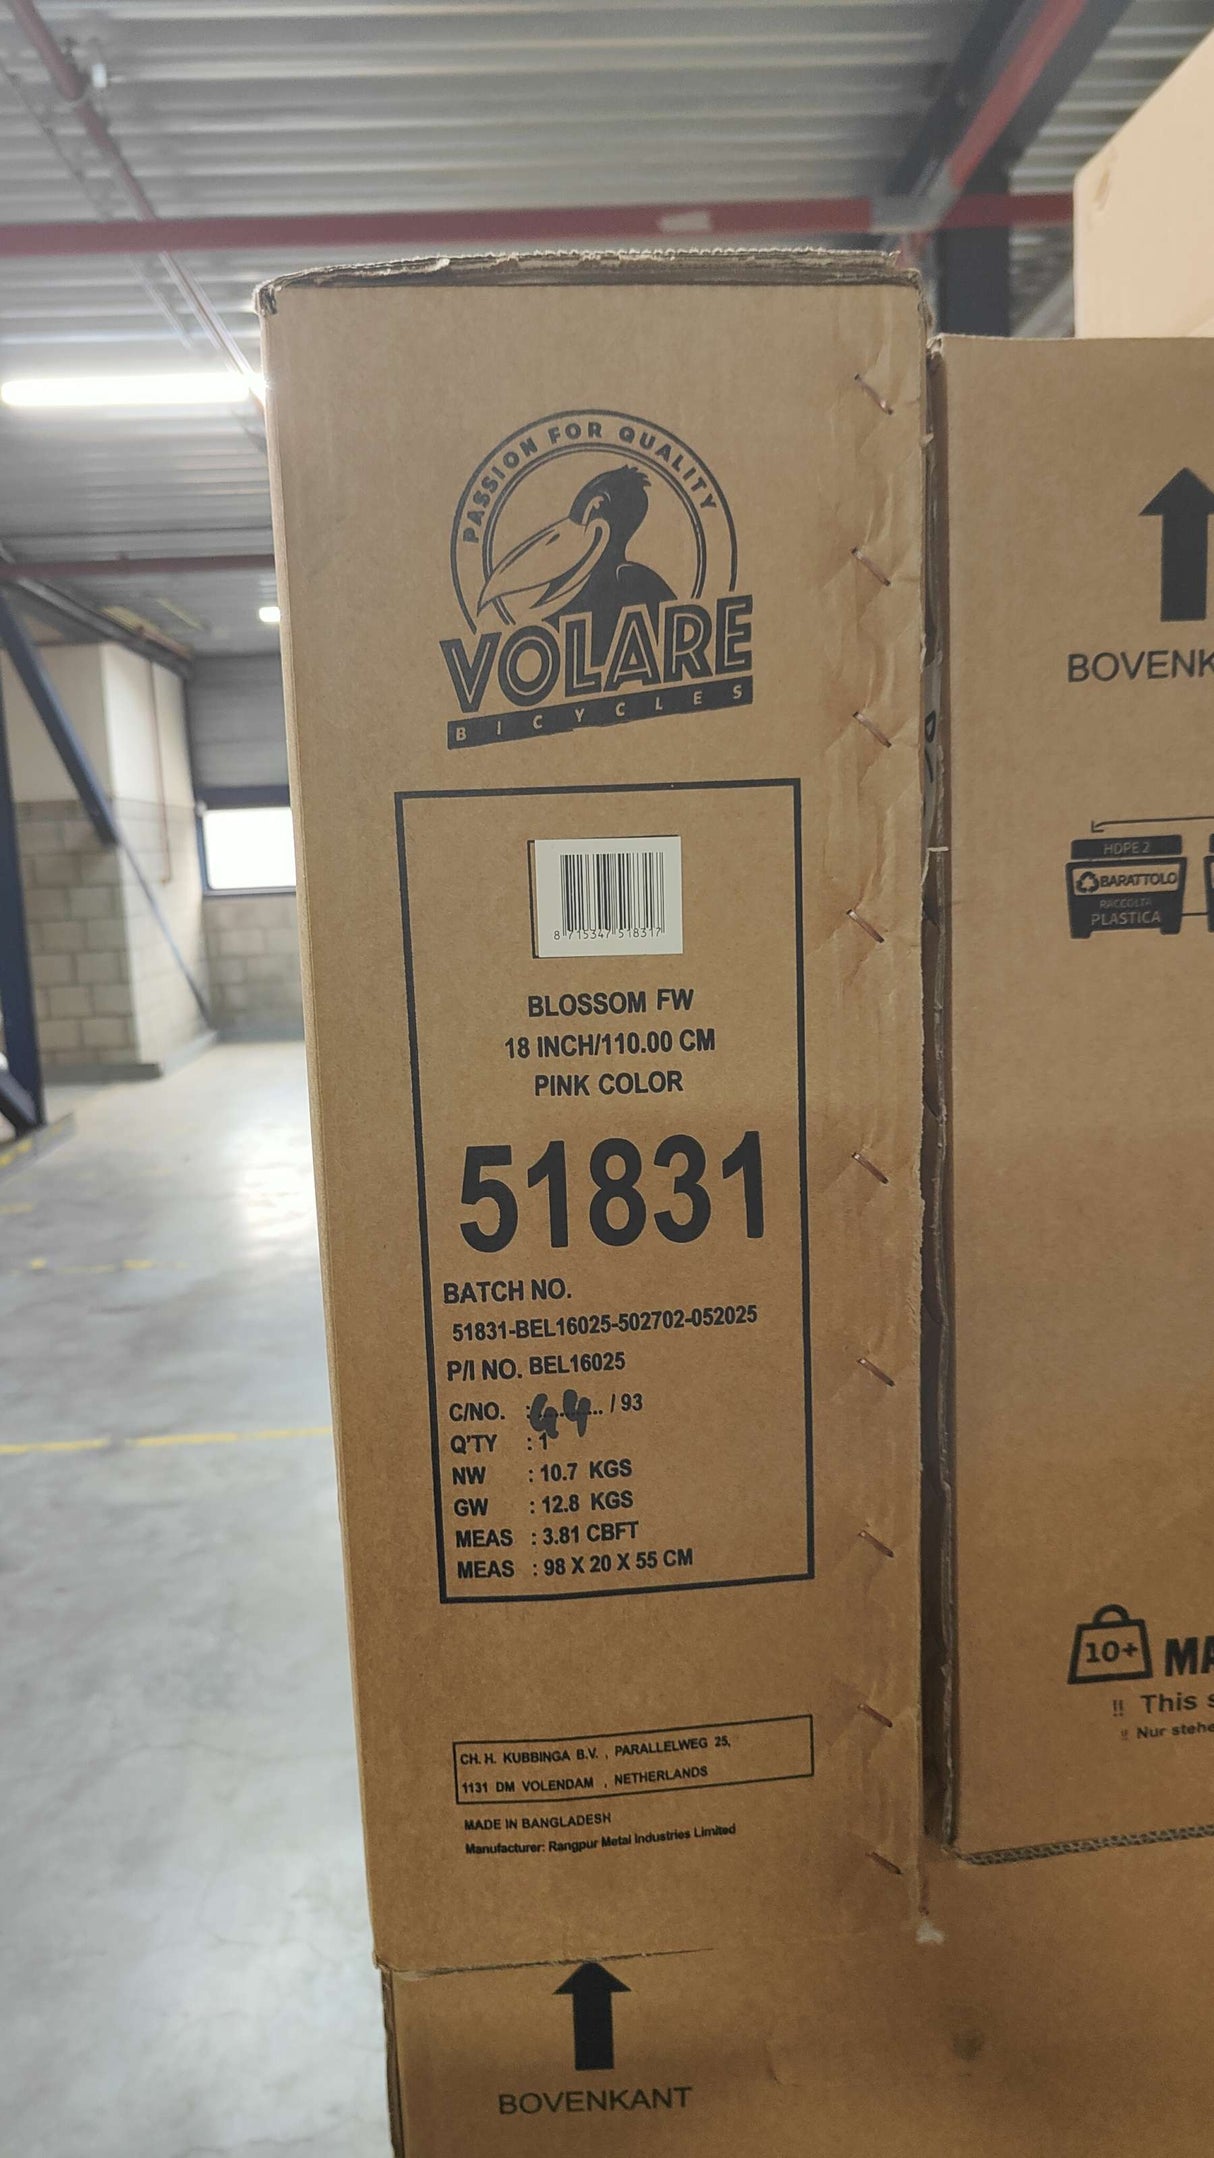 PASSION FOR QUALITY
VOLARE
BICYCLES
8 715347 518317
BLOSSOM FW
18 INCH/110.00 CM
PINK COLOR
51831
BATCH NO.
51831-BEL16025-502702-052025
P/I NO. BEL16025
C/NO. : 44 / 93
Q'TY : 1
NW : 10.7 KGS
GW : 12.8 KGS
MEAS : 3.81 CBFT
MEAS : 98 X 20 X 55 CM
CH. H. KUBBINGA B.V. , PARALLELWEG 25,
1131 DM VOLENDAM , NETHERLANDS
MADE IN BANGLADESH
Manufacturer: Rangpur Metal Industries Limited
BOVENKANT
BOVENK
HDPE 2
BARATTOLO
RACCOLTA
PLASTICA
10+ MA
!! This s
!! Nur stehe